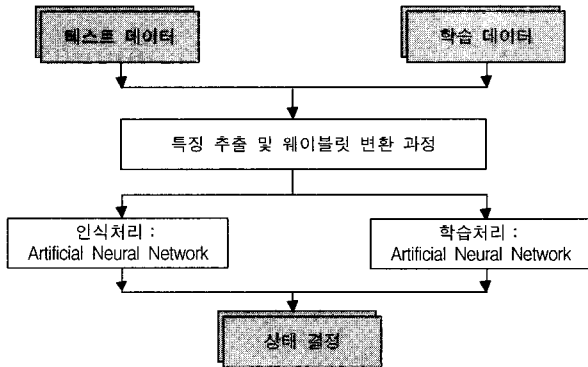 테스트 데이터
학습 데이터
특징 추출 및 웨이블릿 변환 과정
인식처리 :
Artificial Neural Network
학습처리 :
Artificial Neural Network
상태 결정